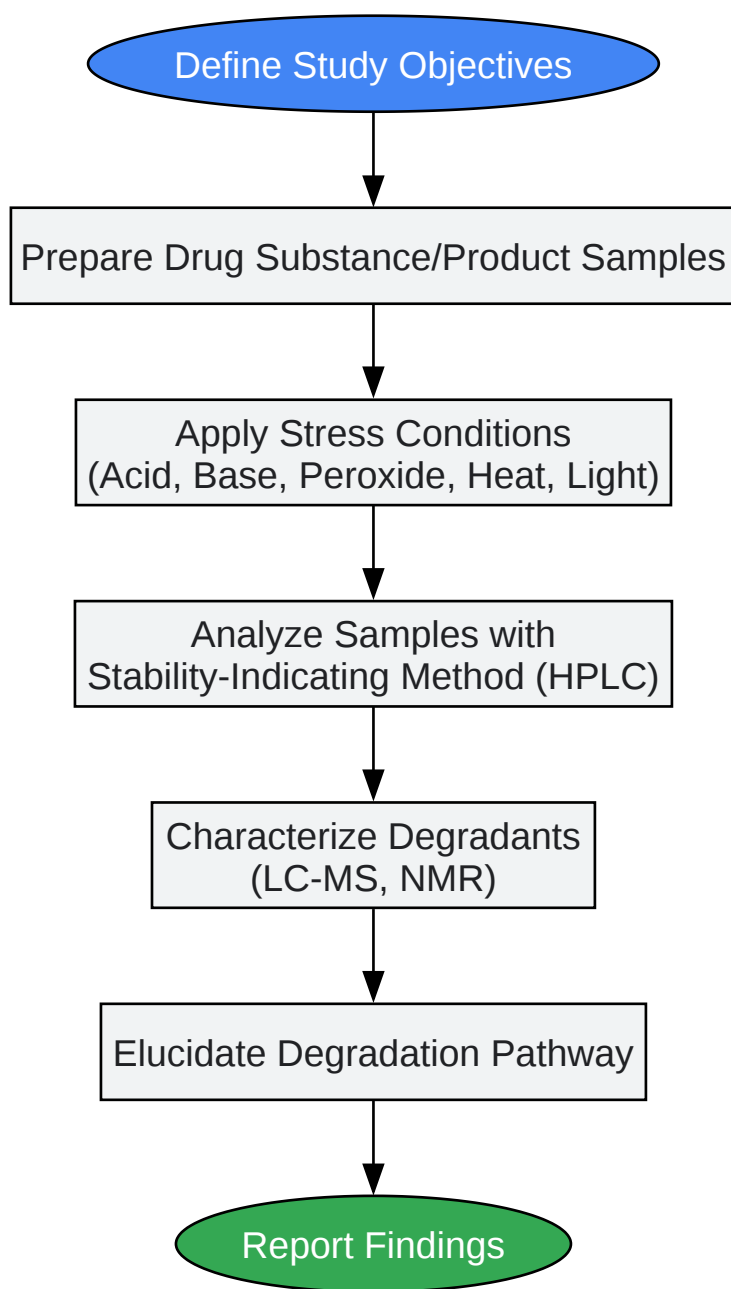 Define Study Objectives
Prepare Drug Substance/Product Samples
Apply Stress Conditions
(Acid, Base, Peroxide, Heat, Light)
Analyze Samples with
Stability-Indicating Method (HPLC)
Characterize Degradants
(LC-MS, NMR)
Elucidate Degradation Pathway
Report Findings